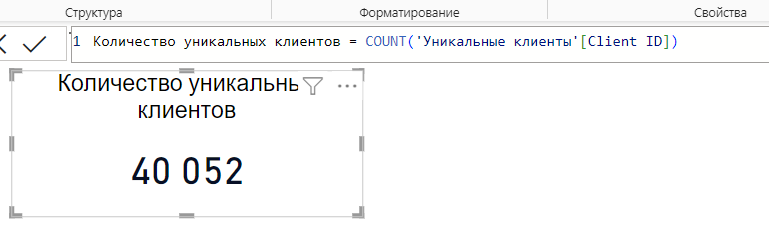 Структура Форматирование Свойства
1 Количество уникальных клиентов = COUNT('Уникальные клиенты'[Client ID])
Количество уникальнь
клиентов
40 052